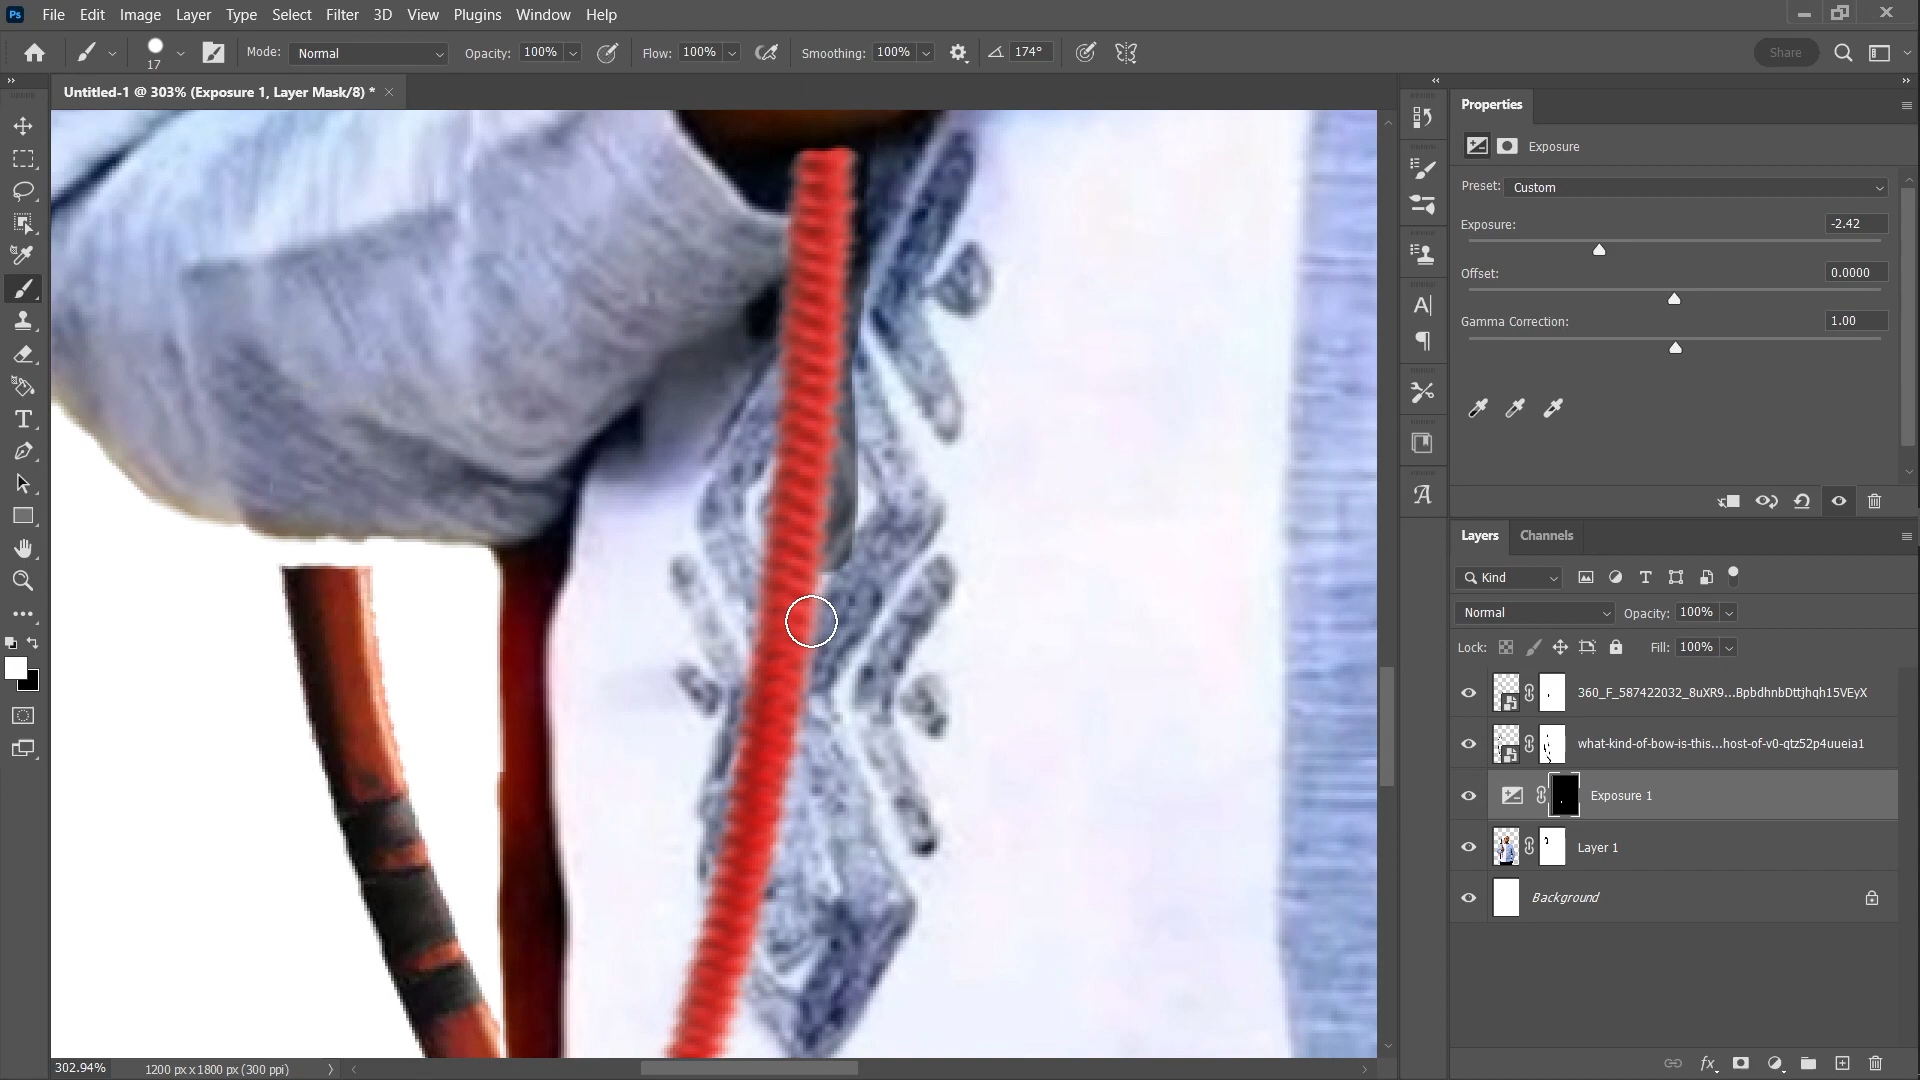 Ps File Edit Image Layer Type Select Filter 3D View Plugins Window Help
17 Mode: Normal Opacity: 100% Flow: 100% Smoothing: 100% 174° Share
Untitled-1 @ 303% (Exposure 1, Layer Mask/8) *
Properties
Exposure
Preset: Custom
Exposure: -2.42
Offset: 0.0000
Gamma Correction: 1.00
Layers Channels
Kind
Normal Opacity: 100%
Lock: Fill: 100%
360_F_587422032_8uXR9...BpbdhnbDttjhqh15VEyX
what-kind-of-bow-is-this...host-of-v0-qtz52p4uueia1
Exposure 1
Layer 1
Background
fx
302.94% 1200 px x 1800 px (300 ppi)